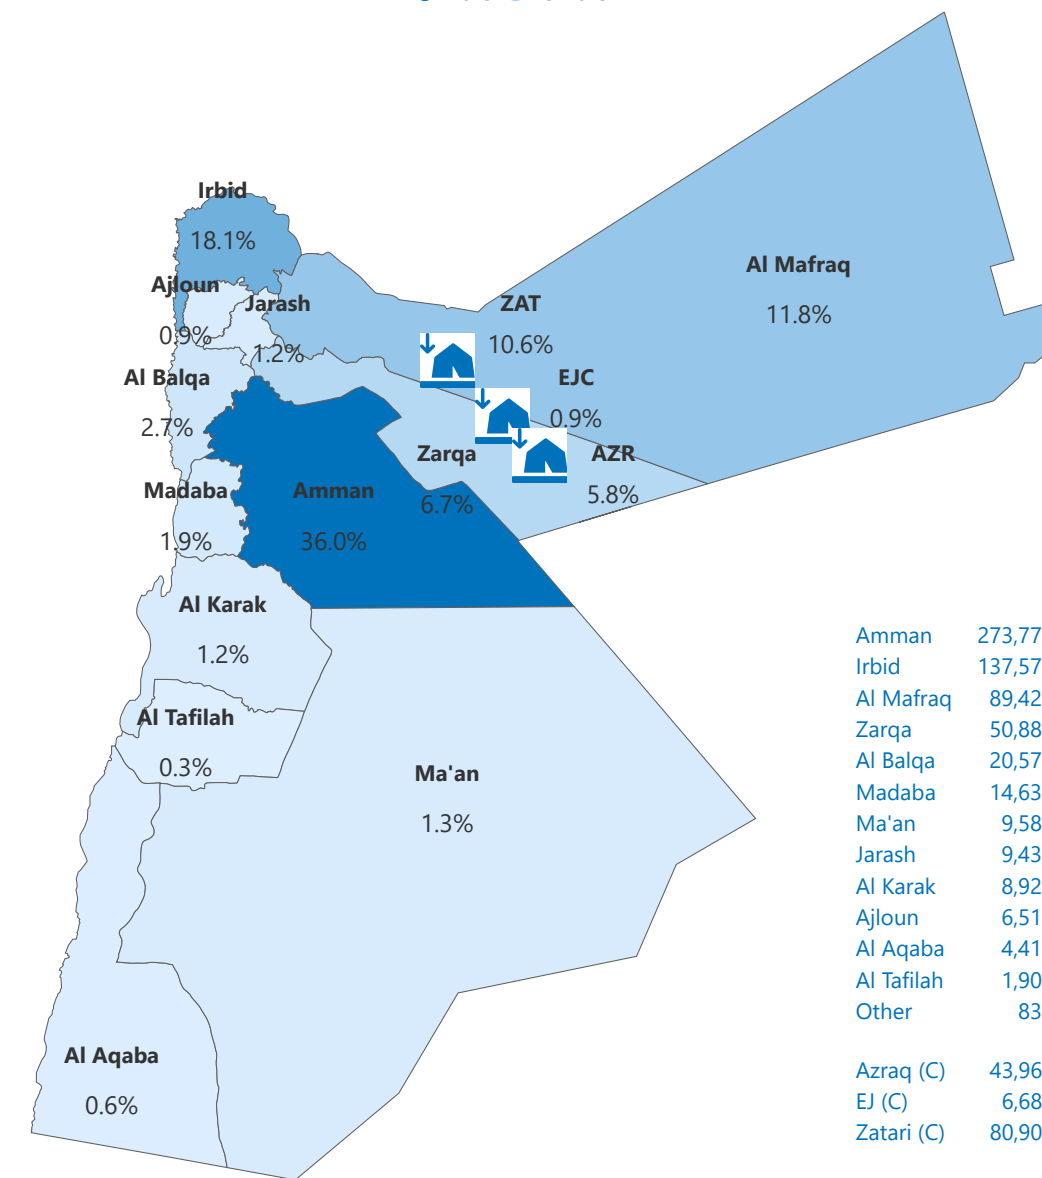 Irbid
18.1%
Al Mafraq
11.8%
Ajloun
0.9%
Jarash
1.2%
ZAT
10.6%
EJC
0.9%
Al Balqa
2.7%
Zarqa
6.7%
AZR
5.8%
Madaba
1.9%
Amman
36.0%
Al Karak
1.2%
Al Tafilah
0.3%
Ma'an
1.3%
Al Aqaba
0.6%
Amman 273,77
Irbid 137,57
Al Mafraq 89,42
Zarqa 50,88
Al Balqa 20,57
Madaba 14,63
Ma'an 9,58
Jarash 9,43
Al Karak 8,92
Ajloun 6,51
Al Aqaba 4,41
Al Tafilah 1,90
Other 83
Azraq (C) 43,96
EJ (C) 6,68
Zatari (C) 80,90